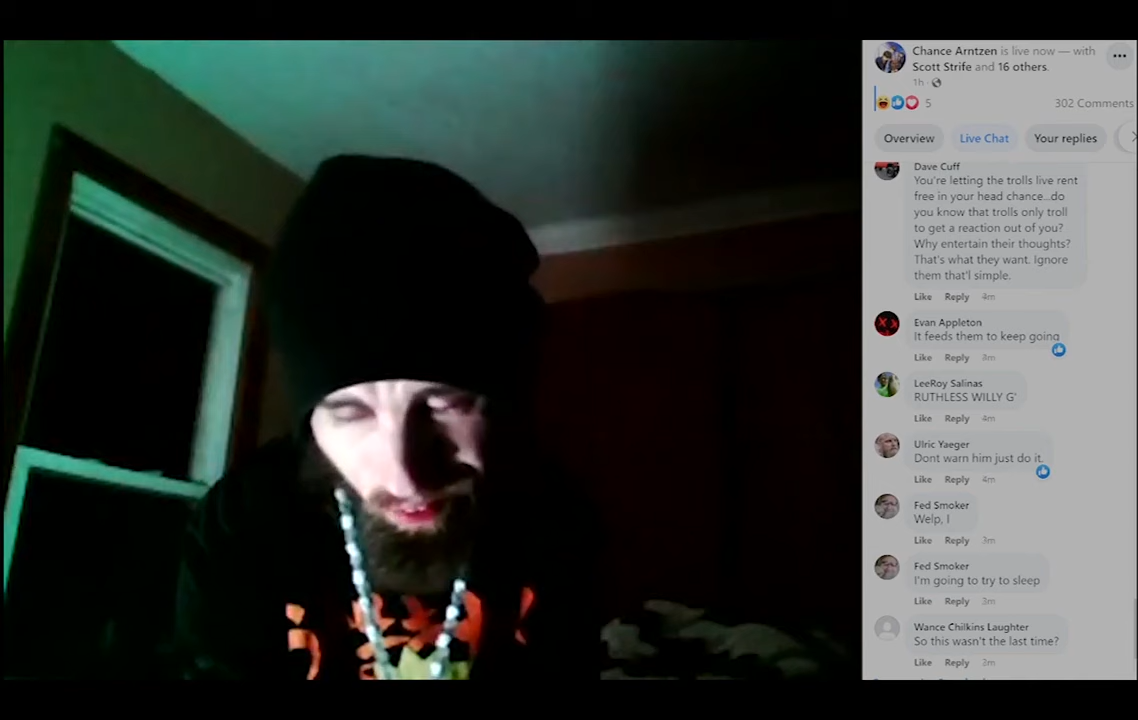 Chance Arntzen is live now — with
Scott Strife and 16 others.
1h
5
302 Comments
Overview
Live Chat
Your replies
Dave Cuff
You're letting the trolls live rent
free in your head chance...do
you know that trolls only troll
to get a reaction out of you?
Why entertain their thoughts?
That's what they want. Ignore
them that'l simple.
Like Reply 4m
Evan Appleton
It feeds them to keep going
Like Reply 3m
LeeRoy Salinas
RUTHLESS WILLY G'
Like Reply 4m
Ulric Yaeger
Dont warn him just do it.
Like Reply 4m
Fed Smoker
Welp, I
Like Reply 3m
Fed Smoker
I'm going to try to sleep
Like Reply 3m
Wance Chilkins Laughter
So this wasn't the last time?
Like Reply 2m